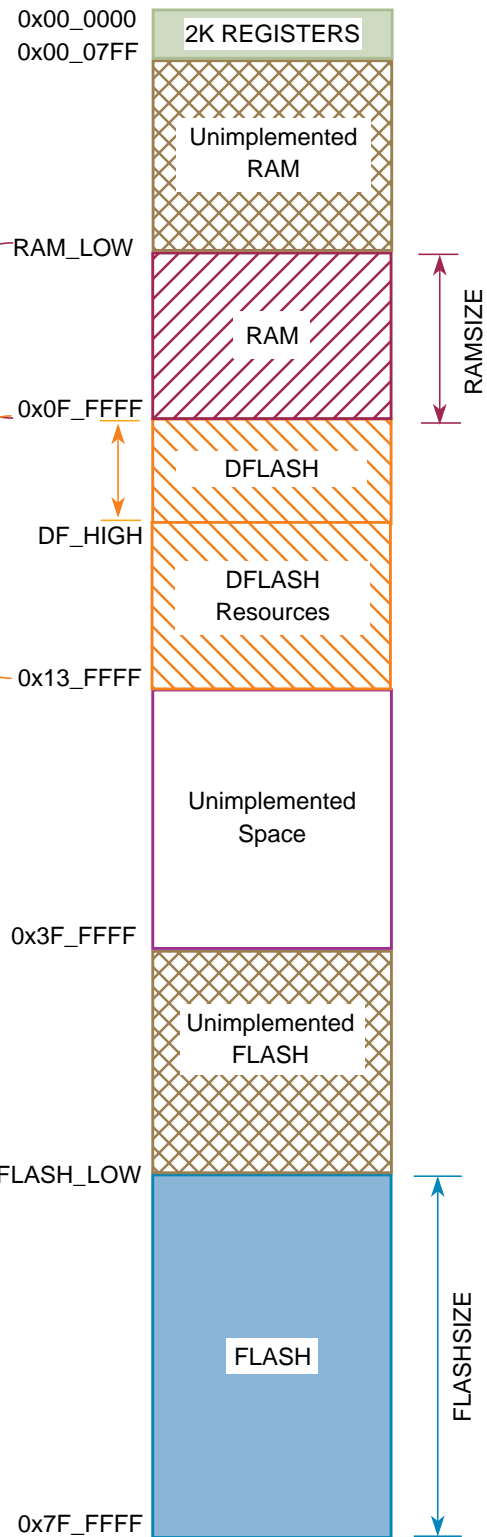 0x00_0000
2K REGISTERS
0x00_07FF
Unimplemented
RAM
RAM_LOW
RAM
RAMSIZE
0x0F_FFFF
DFLASH
DF_HIGH
DFLASH
Resources
0x13_FFFF
Unimplemented
Space
0x3F_FFFF
Unimplemented
FLASH
FLASH_LOW
FLASH
FLASHSIZE
0x7F_FFFF